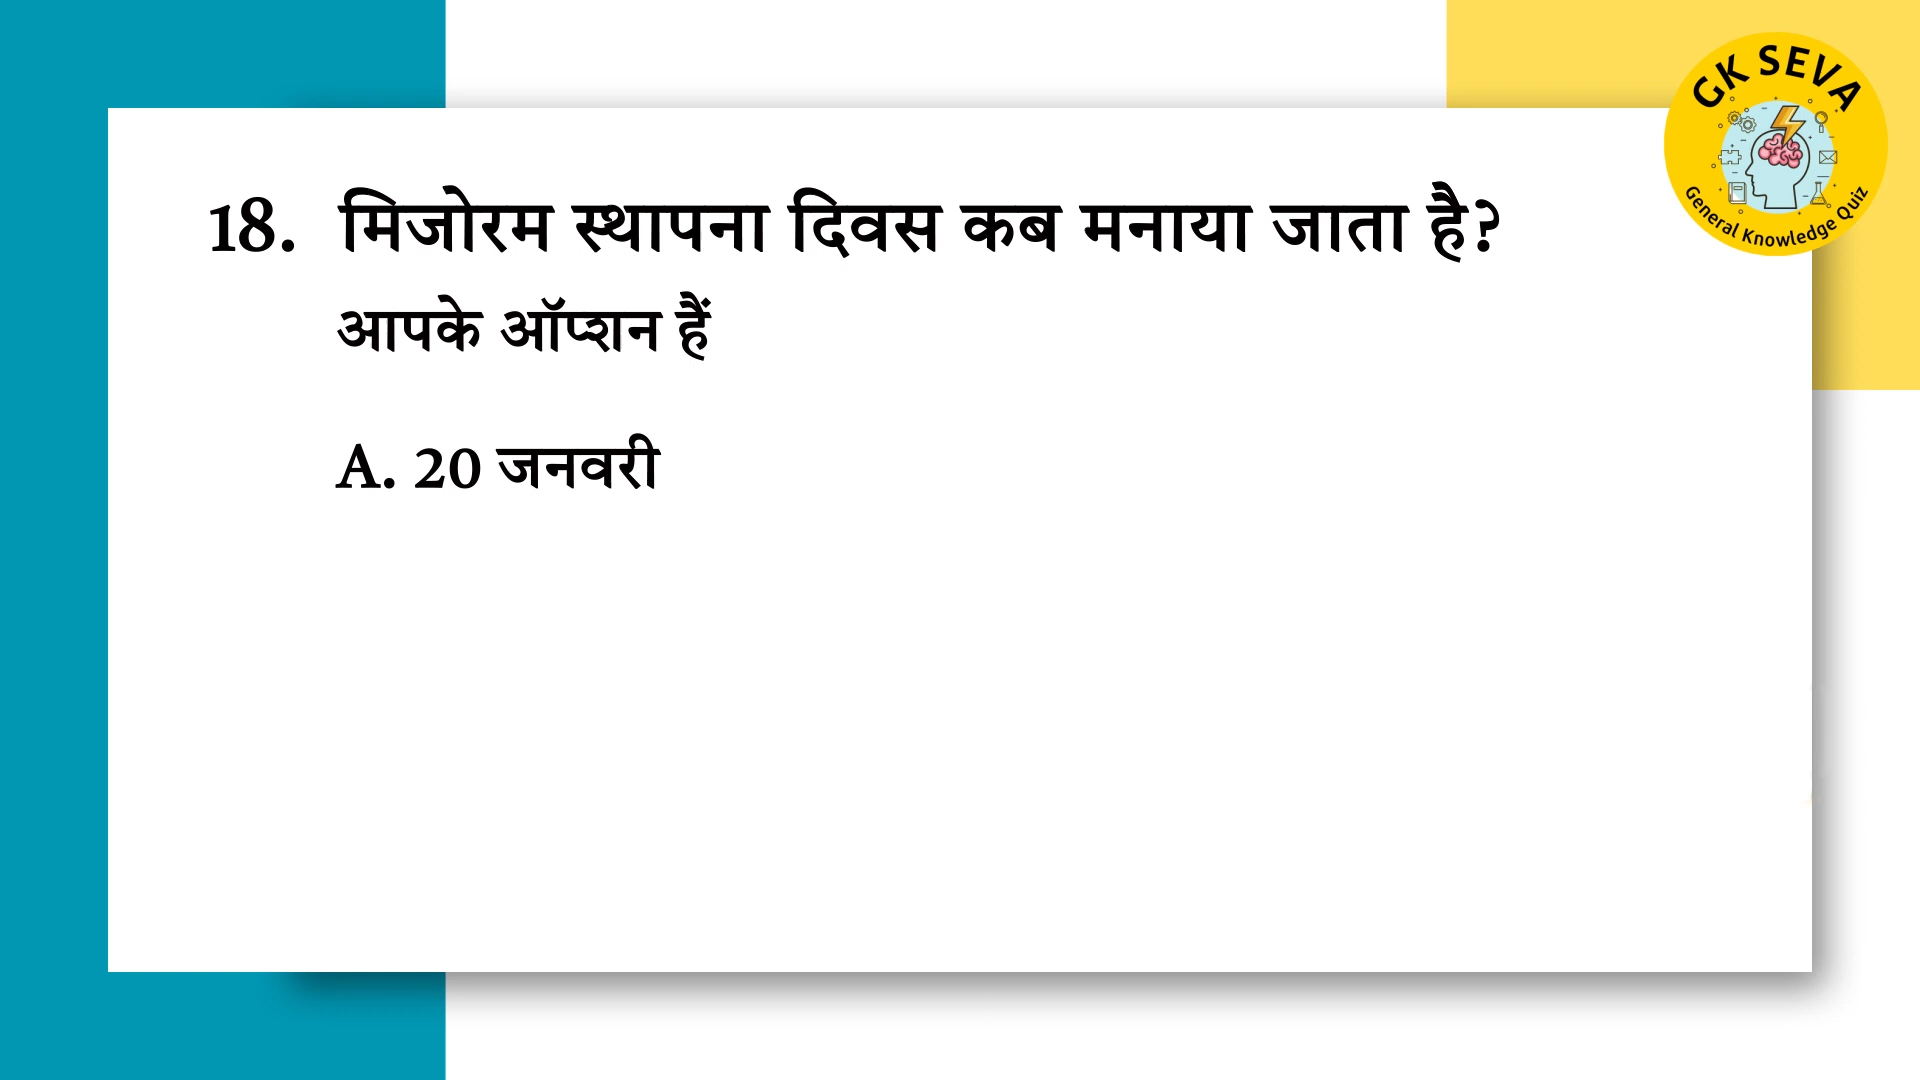 GK SEVA
18. मिजोरम स्थापना दिवस कब मनाया जाता है?
आपके ऑप्शन हैं
A. 20 जनवरी
General Knowledge Quiz